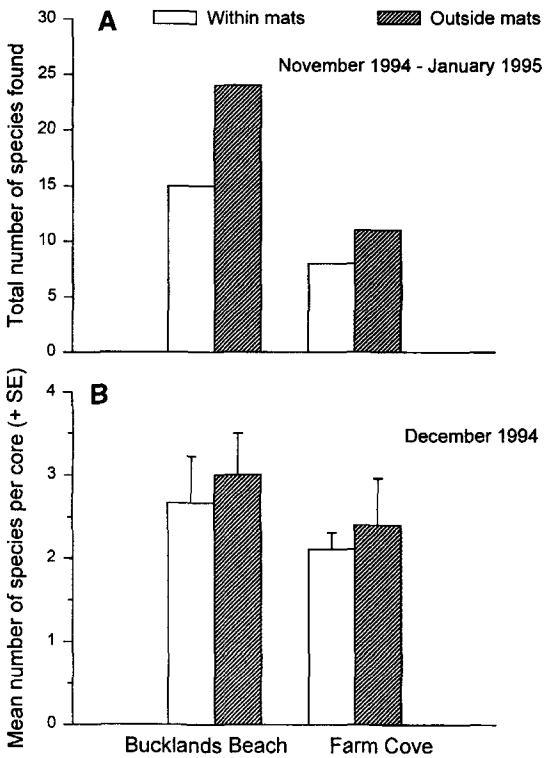 Within mats
Outside mats
A
November 1994 - January 1995
Total number of species found
30
25
20
15
10
5
0
B
December 1994
Mean number of species per core (+ SE)
4
3
2
1
0
Bucklands Beach
Farm Cove